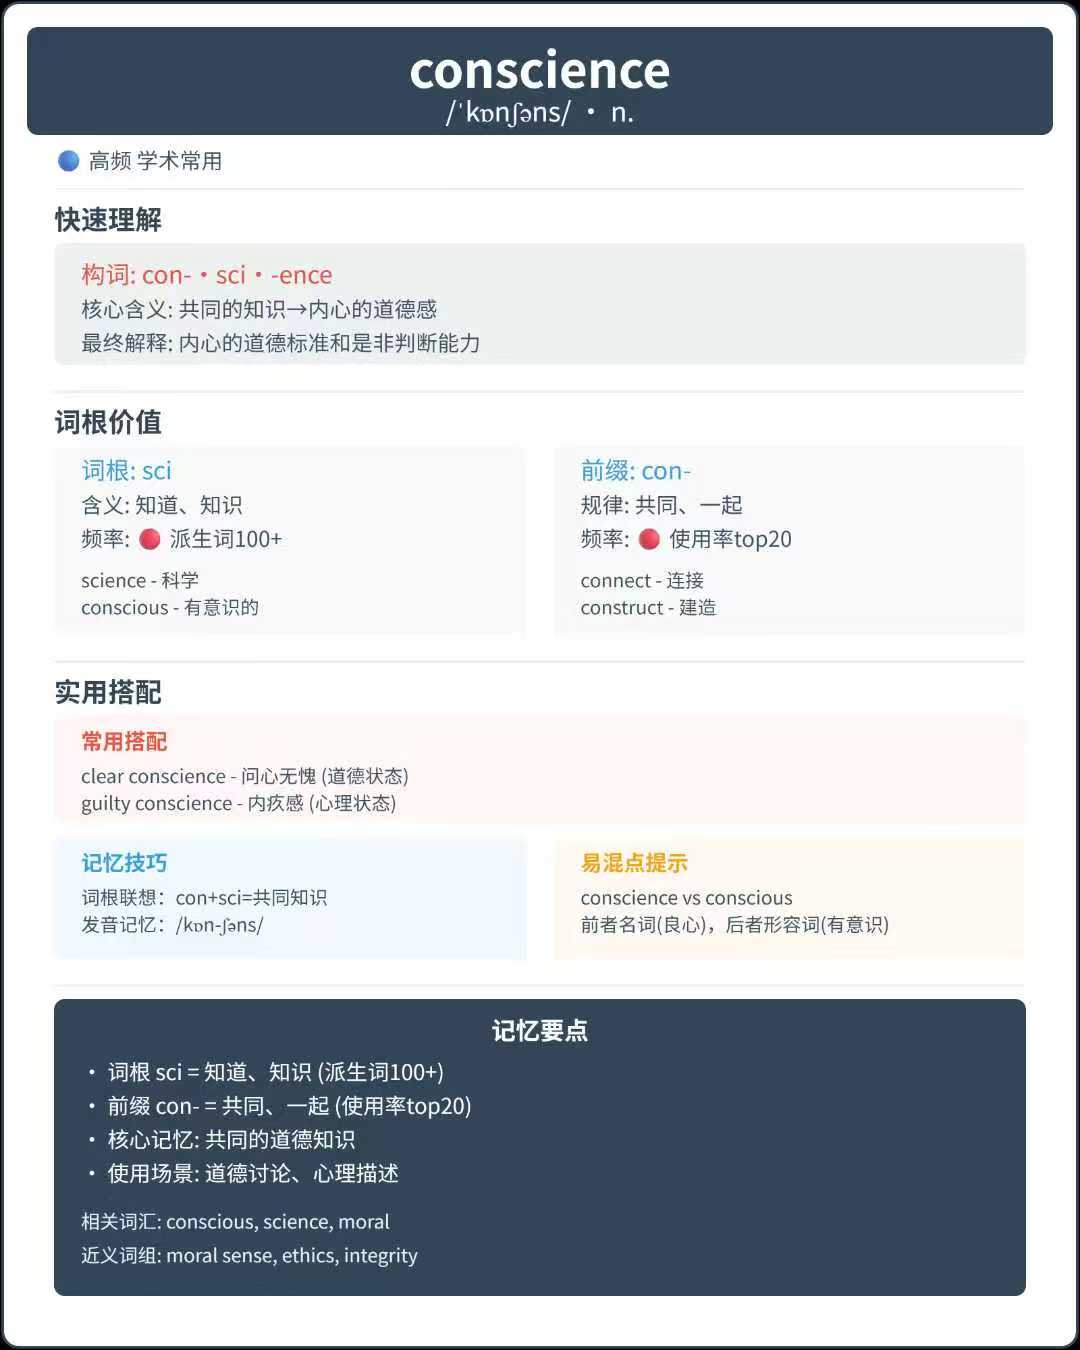 conscience
/ˈkɒnʃəns/ • n.
高频 学术常用
快速理解
构词: con- • sci • -ence
核心含义: 共同的知识→内心的道德感
最终解释: 内心的道德标准和是非判断能力
词根价值
词根: sci
含义: 知道、知识
频率: 派生词100+
science - 科学
conscious - 有意识的
前缀: con-
规律: 共同、一起
频率: 使用率top20
connect - 连接
construct - 建造
实用搭配
常用搭配
clear conscience - 问心无愧 (道德状态)
guilty conscience - 内疚感 (心理状态)
记忆技巧
词根联想：con+sci=共同知识
发音记忆：/kɒn-ʃəns/
易混点提示
conscience vs conscious
前者名词(良心)，后者形容词(有意识)
记忆要点
• 词根 sci = 知道、知识 (派生词100+)
• 前缀 con- = 共同、一起 (使用率top20)
• 核心记忆: 共同的道德知识
• 使用场景: 道德讨论、心理描述
相关词汇: conscious, science, moral
近义词组: moral sense, ethics, integrity